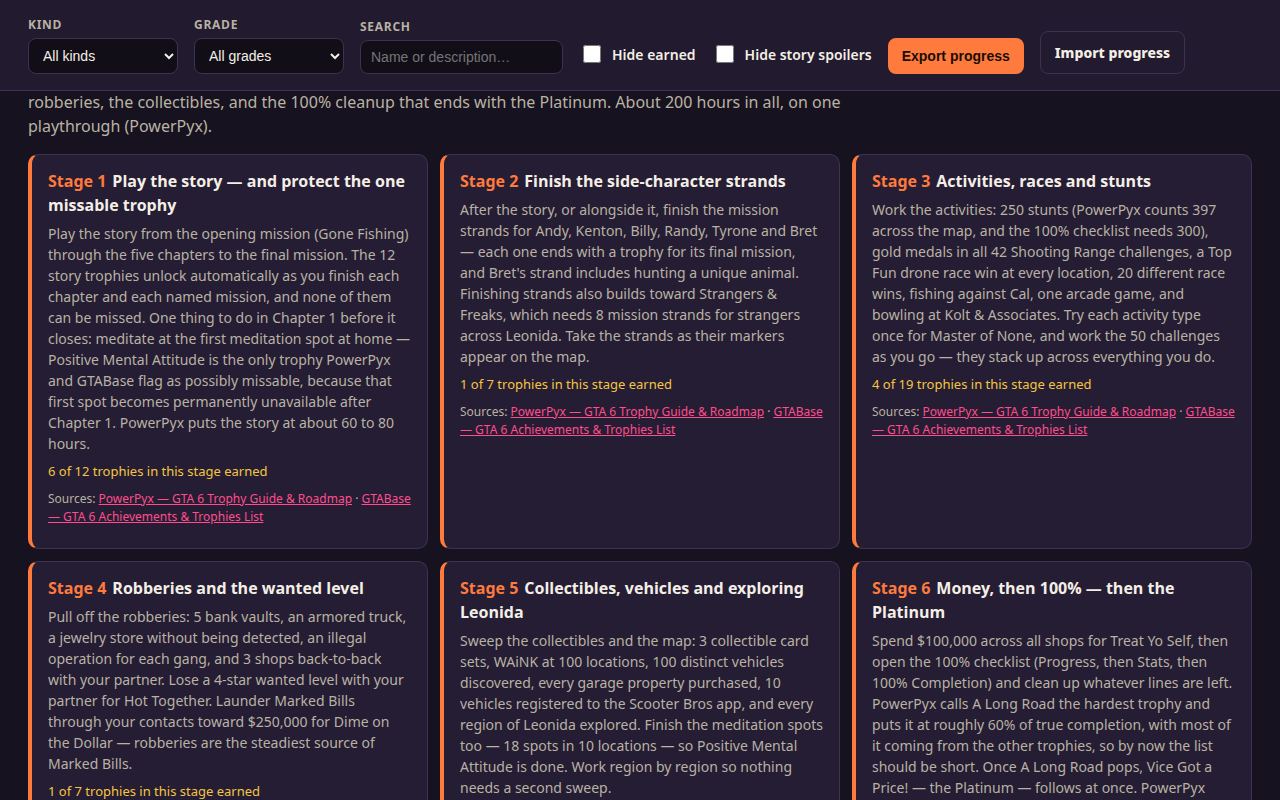 KIND
GRADE
SEARCH
All kinds
All grades
Name or description…
Hide earned
Hide story spoilers
Export progress
Import progress
robberies, the collectibles, and the 100% cleanup that ends with the Platinum. About 200 hours in all, on one
playthrough (PowerPyx).
Stage 1 Play the story — and protect the one
missable trophy
Play the story from the opening mission (Gone Fishing)
through the five chapters to the final mission. The 12
story trophies unlock automatically as you finish each
chapter and each named mission, and none of them
can be missed. One thing to do in Chapter 1 before it
closes: meditate at the first meditation spot at home —
Positive Mental Attitude is the only trophy PowerPyx
and GTABase flag as possibly missable, because that
first spot becomes permanently unavailable after
Chapter 1. PowerPyx puts the story at about 60 to 80
hours.
6 of 12 trophies in this stage earned
Sources: PowerPyx — GTA 6 Trophy Guide & Roadmap · GTABase
— GTA 6 Achievements & Trophies List
Stage 2 Finish the side-character strands
After the story, or alongside it, finish the mission
strands for Andy, Kenton, Billy, Randy, Tyrone and Bret
— each one ends with a trophy for its final mission,
and Bret's strand includes hunting a unique animal.
Finishing strands also builds toward Strangers &
Freaks, which needs 8 mission strands for strangers
across Leonida. Take the strands as their markers
appear on the map.
1 of 7 trophies in this stage earned
Sources: PowerPyx — GTA 6 Trophy Guide & Roadmap · GTABase
— GTA 6 Achievements & Trophies List
Stage 3 Activities, races and stunts
Work the activities: 250 stunts (PowerPyx counts 397
across the map, and the 100% checklist needs 300),
gold medals in all 42 Shooting Range challenges, a Top
Fun drone race win at every location, 20 different race
wins, fishing against Cal, one arcade game, and
bowling at Kolt & Associates. Try each activity type
once for Master of None, and work the 50 challenges
as you go — they stack up across everything you do.
4 of 19 trophies in this stage earned
Sources: PowerPyx — GTA 6 Trophy Guide & Roadmap · GTABase
— GTA 6 Achievements & Trophies List
Stage 4 Robberies and the wanted level
Pull off the robberies: 5 bank vaults, an armored truck,
a jewelry store without being detected, an illegal
operation for each gang, and 3 shops back-to-back
with your partner. Lose a 4-star wanted level with your
partner for Hot Together. Launder Marked Bills
through your contacts toward $250,000 for Dime on
the Dollar — robberies are the steadiest source of
Marked Bills.
1 of 7 trophies in this stage earned
Stage 5 Collectibles, vehicles and exploring
Leonida
Sweep the collectibles and the map: 3 collectible card
sets, WAiNK at 100 locations, 100 distinct vehicles
discovered, every garage property purchased, 10
vehicles registered to the Scooter Bros app, and every
region of Leonida explored. Finish the meditation spots
too — 18 spots in 10 locations — so Positive Mental
Attitude is done. Work region by region so nothing
needs a second sweep.
Stage 6 Money, then 100% — then the
Platinum
Spend $100,000 across all shops for Treat Yo Self, then
open the 100% checklist (Progress, then Stats, then
100% Completion) and clean up whatever lines are left.
PowerPyx calls A Long Road the hardest trophy and
puts it at roughly 60% of true completion, with most of
it coming from the other trophies, so by now the list
should be short. Once A Long Road pops, Vice Got a
Price! — the Platinum — follows at once. PowerPyx